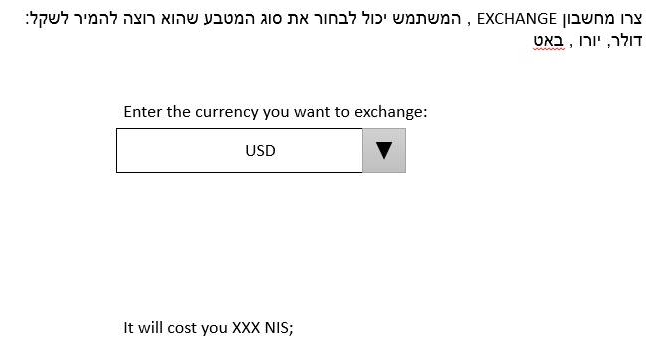 צרו מחשבון EXCHANGE , המשתמש יכול לבחור את סוג המטבע שהוא רוצה להמיר לשקל:
דולר, יורו , באט
Enter the currency you want to exchange:
USD
It will cost you XXX NIS;